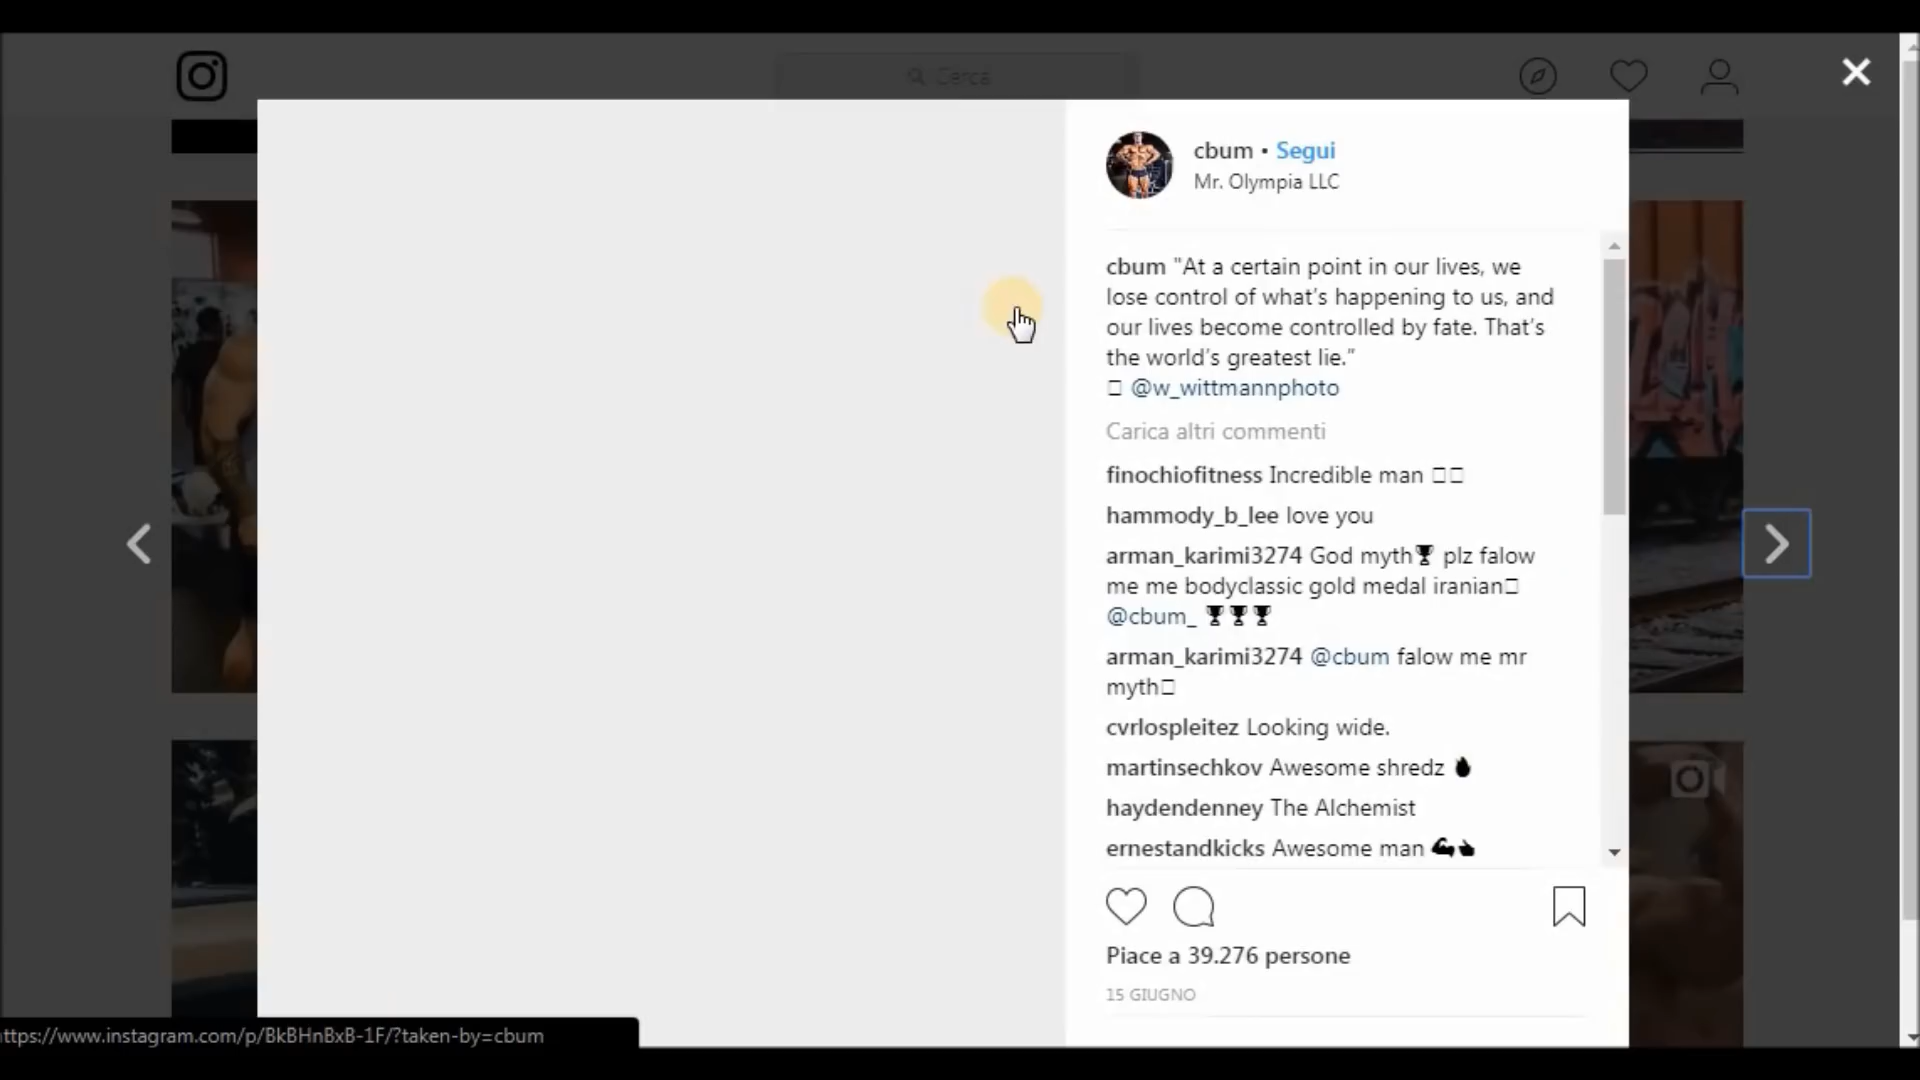 Cerca
cbum • Segui
Mr. Olympia LLC
cbum "At a certain point in our lives, we
lose control of what's happening to us, and
our lives become controlled by fate. That's
the world's greatest lie."
@w_wittmannphoto
Carica altri commenti
finochiofitness Incredible man
hammody_b_lee love you
arman_karimi3274 God myth🏆 plz falow
me me bodyclassic gold medal iranian
@cbum_ 🏆🏆🏆
arman_karimi3274 @cbum falow me mr
myth
cvrlospleitez Looking wide.
martinsechkov Awesome shredz 🔥
haydendenney The Alchemist
ernestandkicks Awesome man 💪👍
Piace a 39.276 persone
15 GIUGNO
ttps://www.instagram.com/p/BkBHnBxB-1F/?taken-by=cbum